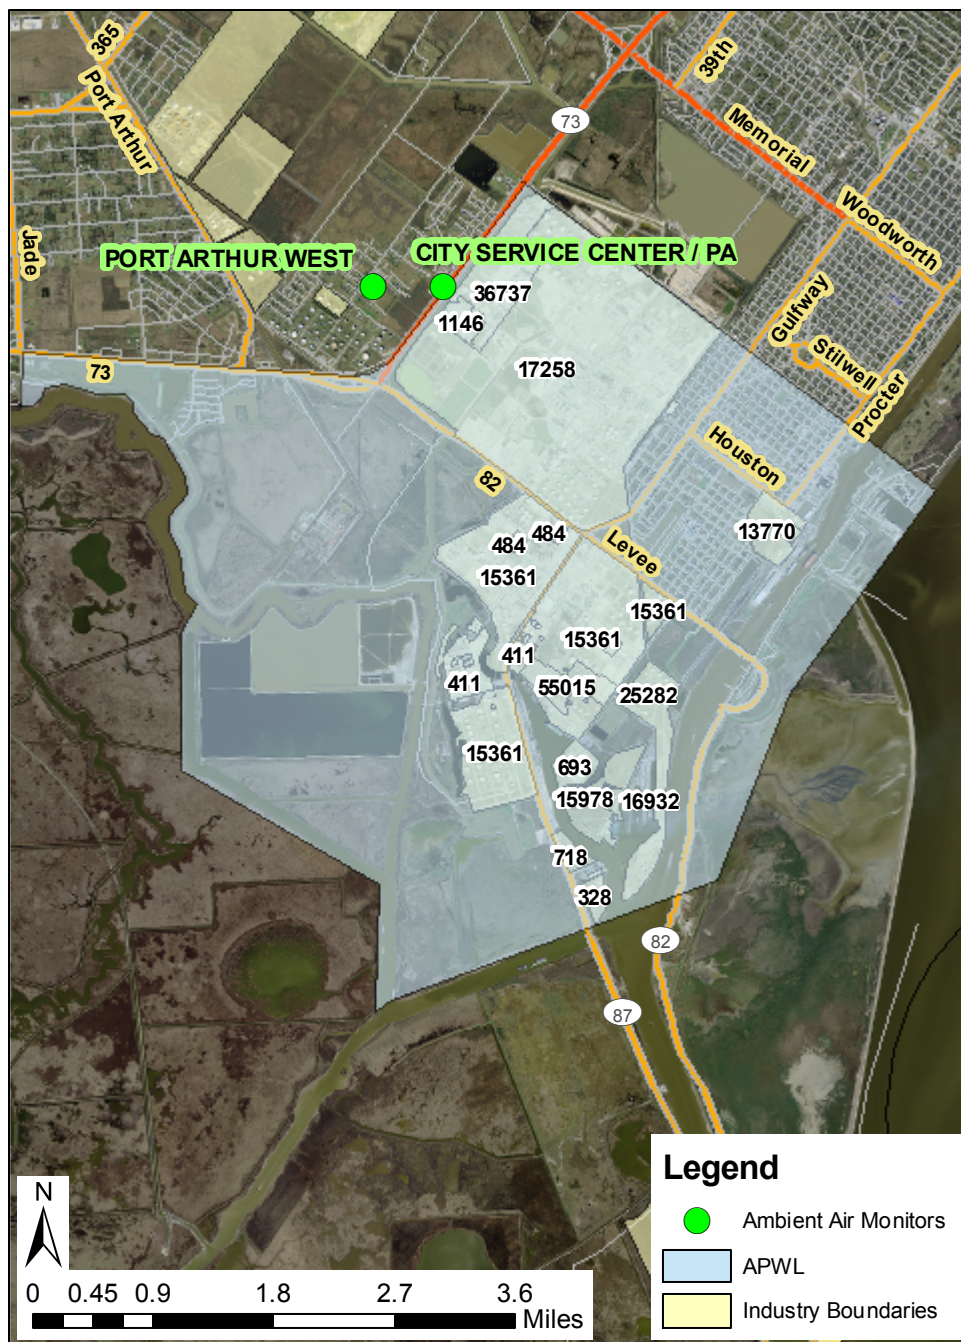 365
39th
Port Arthur
73
Memorial
Woodworth
Jade
PORT ARTHUR WEST
CITY SERVICE CENTER / PA
36737
1146
Gulfway
Stilwell
17258
73
Procter
Houston
82
13770
484
484
Levee
15361
15361
15361
411
411
55015
25282
15361
693
15978
16932
718
328
82
87
Legend
N
Ambient Air Monitors
APWL
Industry Boundaries
0 0.45 0.9 1.8 2.7 3.6
Miles